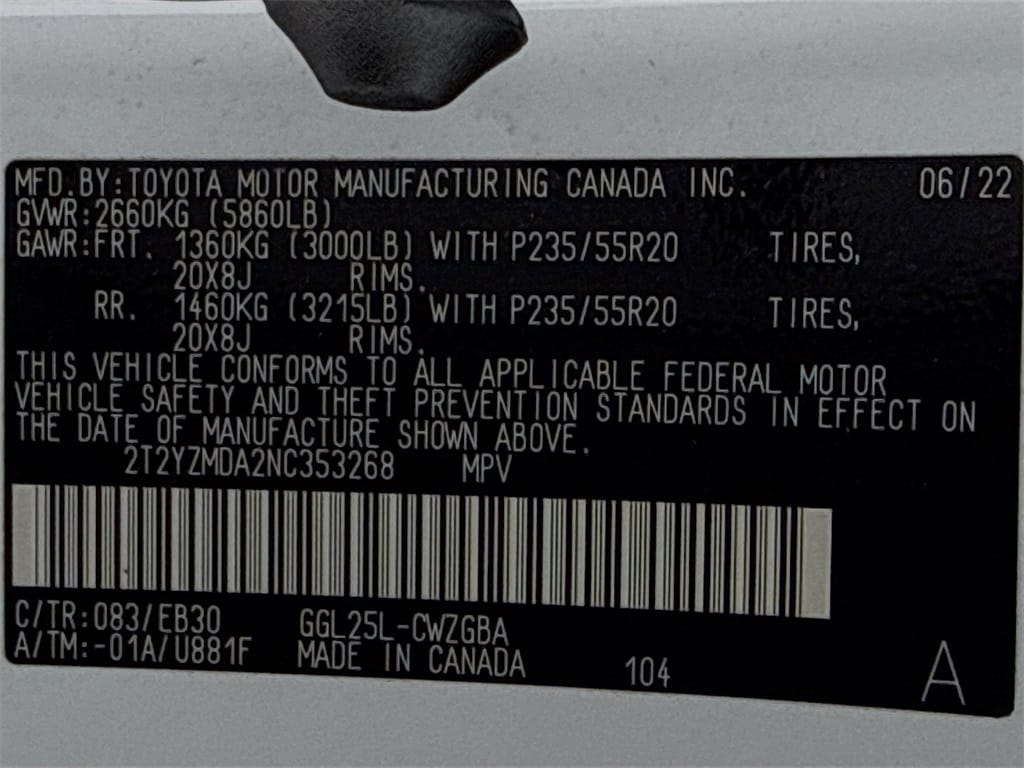 MFD.BY:TOYOTA MOTOR MANUFACTURING CANADA INC. 06/22
GVWR:2660KG (5860LB)
GAWR:FRT. 1360KG (3000LB) WITH P235/55R20 TIRES,
20X8J RIMS.
RR. 1460KG (3215LB) WITH P235/55R20 TIRES,
20X8J RIMS.
THIS VEHICLE CONFORMS TO ALL APPLICABLE FEDERAL MOTOR
VEHICLE SAFETY AND THEFT PREVENTION STANDARDS IN EFFECT ON
THE DATE OF MANUFACTURE SHOWN ABOVE.
2T2YZMDA2NC353268 MPV
C/TR:083/EB30 GGL25L-CWZGBA
A/TM:-01A/U881F MADE IN CANADA 104 A